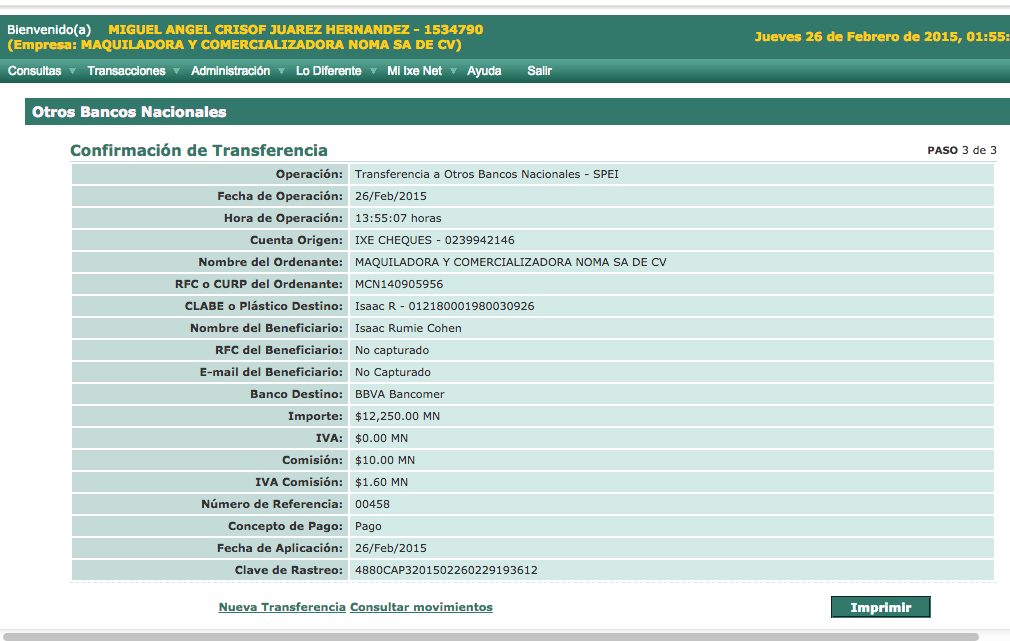 Bienvenido(a) MIGUEL ANGEL CRISOF JUAREZ HERNANDEZ - 1534790
(Empresa: MAQUILADORA Y COMERCIALIZADORA NOMA SA DE CV)
Jueves 26 de Febrero de 2015, 01:55:
Consultas Transacciones Administración Lo Diferente Mi Ixe Net Ayuda Salir
Otros Bancos Nacionales
Confirmación de Transferencia PASO 3 de 3
Operación: Transferencia a Otros Bancos Nacionales - SPEI
Fecha de Operación: 26/Feb/2015
Hora de Operación: 13:55:07 horas
Cuenta Origen: IXE CHEQUES - 0239942146
Nombre del Ordenante: MAQUILADORA Y COMERCIALIZADORA NOMA SA DE CV
RFC o CURP del Ordenante: MCN140905956
CLABE o Plástico Destino: Isaac R - 012180001980030926
Nombre del Beneficiario: Isaac Rumie Cohen
RFC del Beneficiario: No capturado
E-mail del Beneficiario: No Capturado
Banco Destino: BBVA Bancomer
Importe: $12,250.00 MN
IVA: $0.00 MN
Comisión: $10.00 MN
IVA Comisión: $1.60 MN
Número de Referencia: 00458
Concepto de Pago: Pago
Fecha de Aplicación: 26/Feb/2015
Clave de Rastreo: 4880CAP3201502260229193612
Nueva Transferencia Consultar movimientos Imprimir